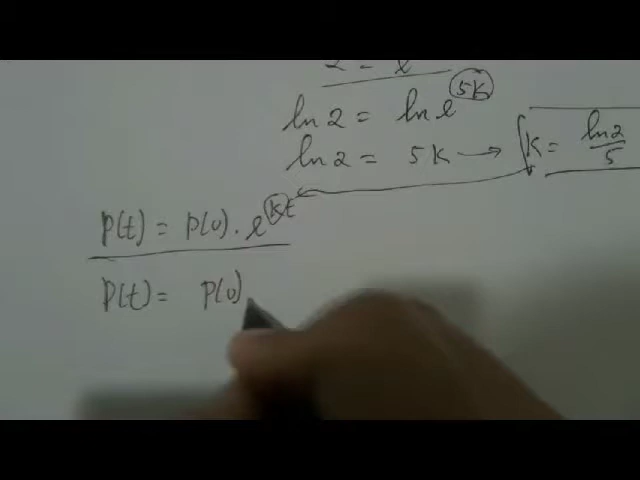 ln 2 = ln e^5K
ln 2 = 5K → K = ln2/5
P(t) = P(0) . e^Kt
P(t) = P(0)